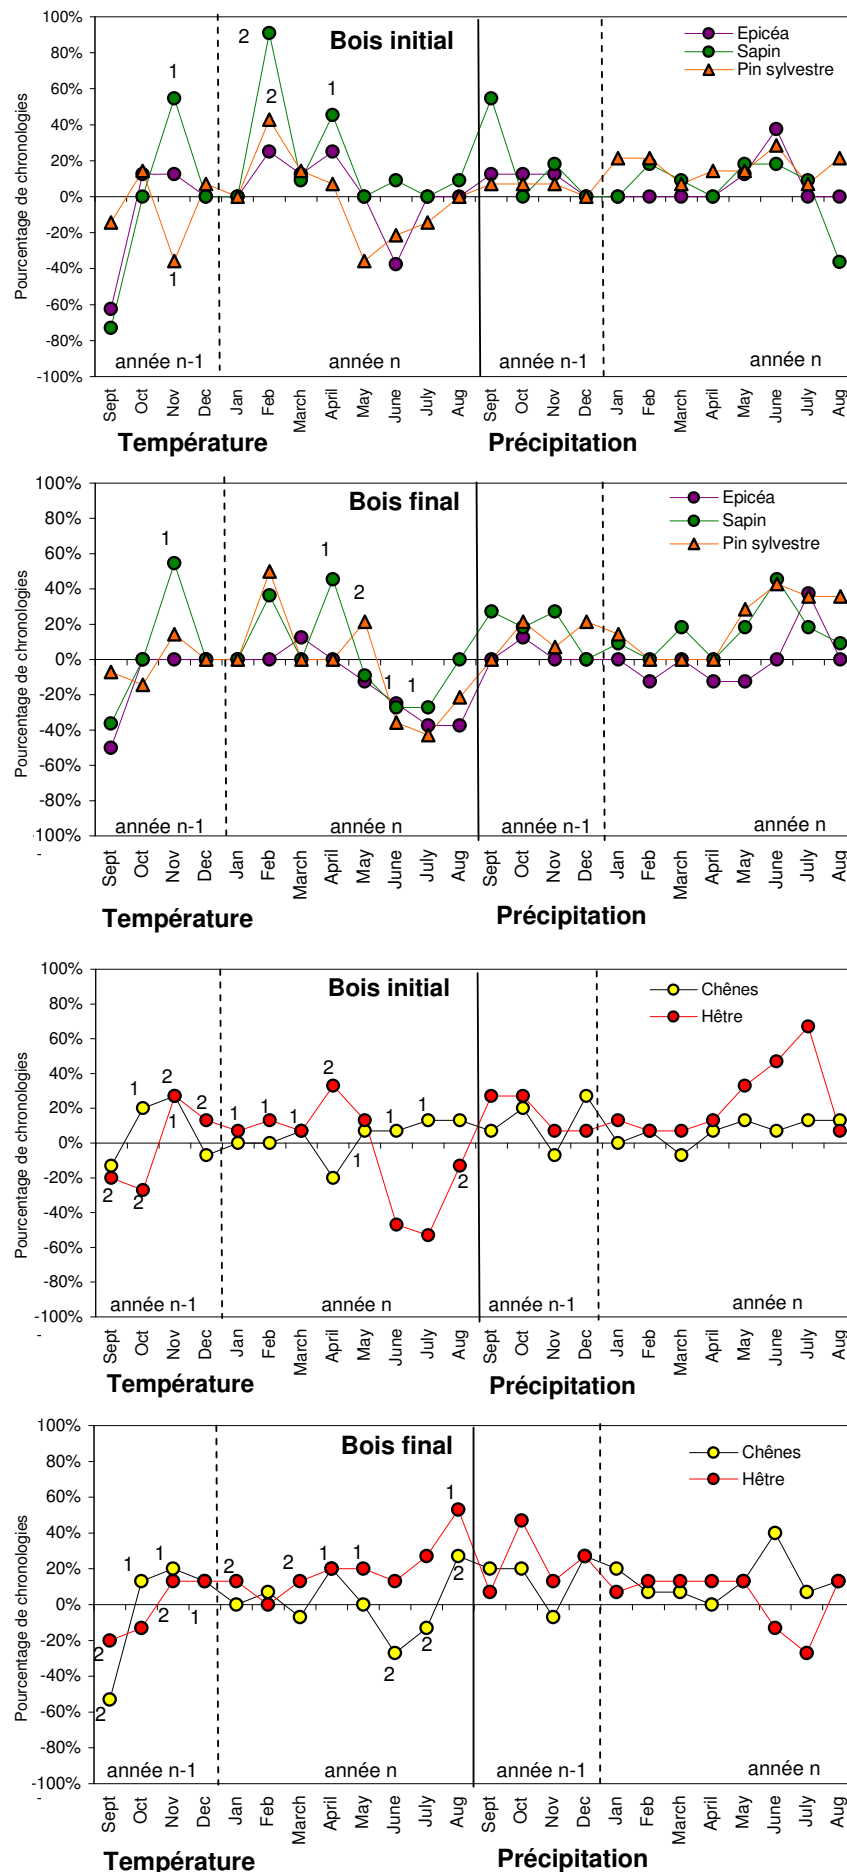 100%
80%
60%
40%
20%
0%
-20%
-40%
-60%
-80%
-100%
Pourcentage de chronologies
Bois initial
Epicéa
Sapin
Pin sylvestre
1
2
2
1
1
année n-1
année n
année n-1
année n
Sept Oct Nov Dec Jan Feb March April May June July Aug Sept Oct Nov Dec Jan Feb March April May June July Aug
Température
Précipitation
100%
80%
60%
40%
20%
0%
-20%
-40%
-60%
-80%
-100%
Pourcentage de chronologies
Bois final
Epicéa
Sapin
Pin sylvestre
1
1
2
1
1
année n-1
année n
année n-1
année n
Sept Oct Nov Dec Jan Feb March April May June July Aug Sept Oct Nov Dec Jan Feb March April May June July Aug
Température
Précipitation
100%
80%
60%
40%
20%
0%
-20%
-40%
-60%
-80%
-100%
Pourcentage de chronologies
Bois initial
Chênes
Hêtre
1
2
2
1
1
1
1
2
1
1
1
2
2
2
année n-1
année n
année n-1
année n
Sept Oct Nov Dec Jan Feb March April May June July Aug Sept Oct Nov Dec Jan Feb March April May June July Aug
Température
Précipitation
100%
80%
60%
40%
20%
0%
-20%
-40%
-60%
-80%
-100%
Pourcentage de chronologies
Bois final
Chênes
Hêtre
1
1
1
2
2
1
1
2
2
1
2
2
2
2
année n-1
année n
année n-1
année n
Sept Oct Nov Dec Jan Feb March April May June July Aug Sept Oct Nov Dec Jan Feb March April May June July Aug
Température
Précipitation